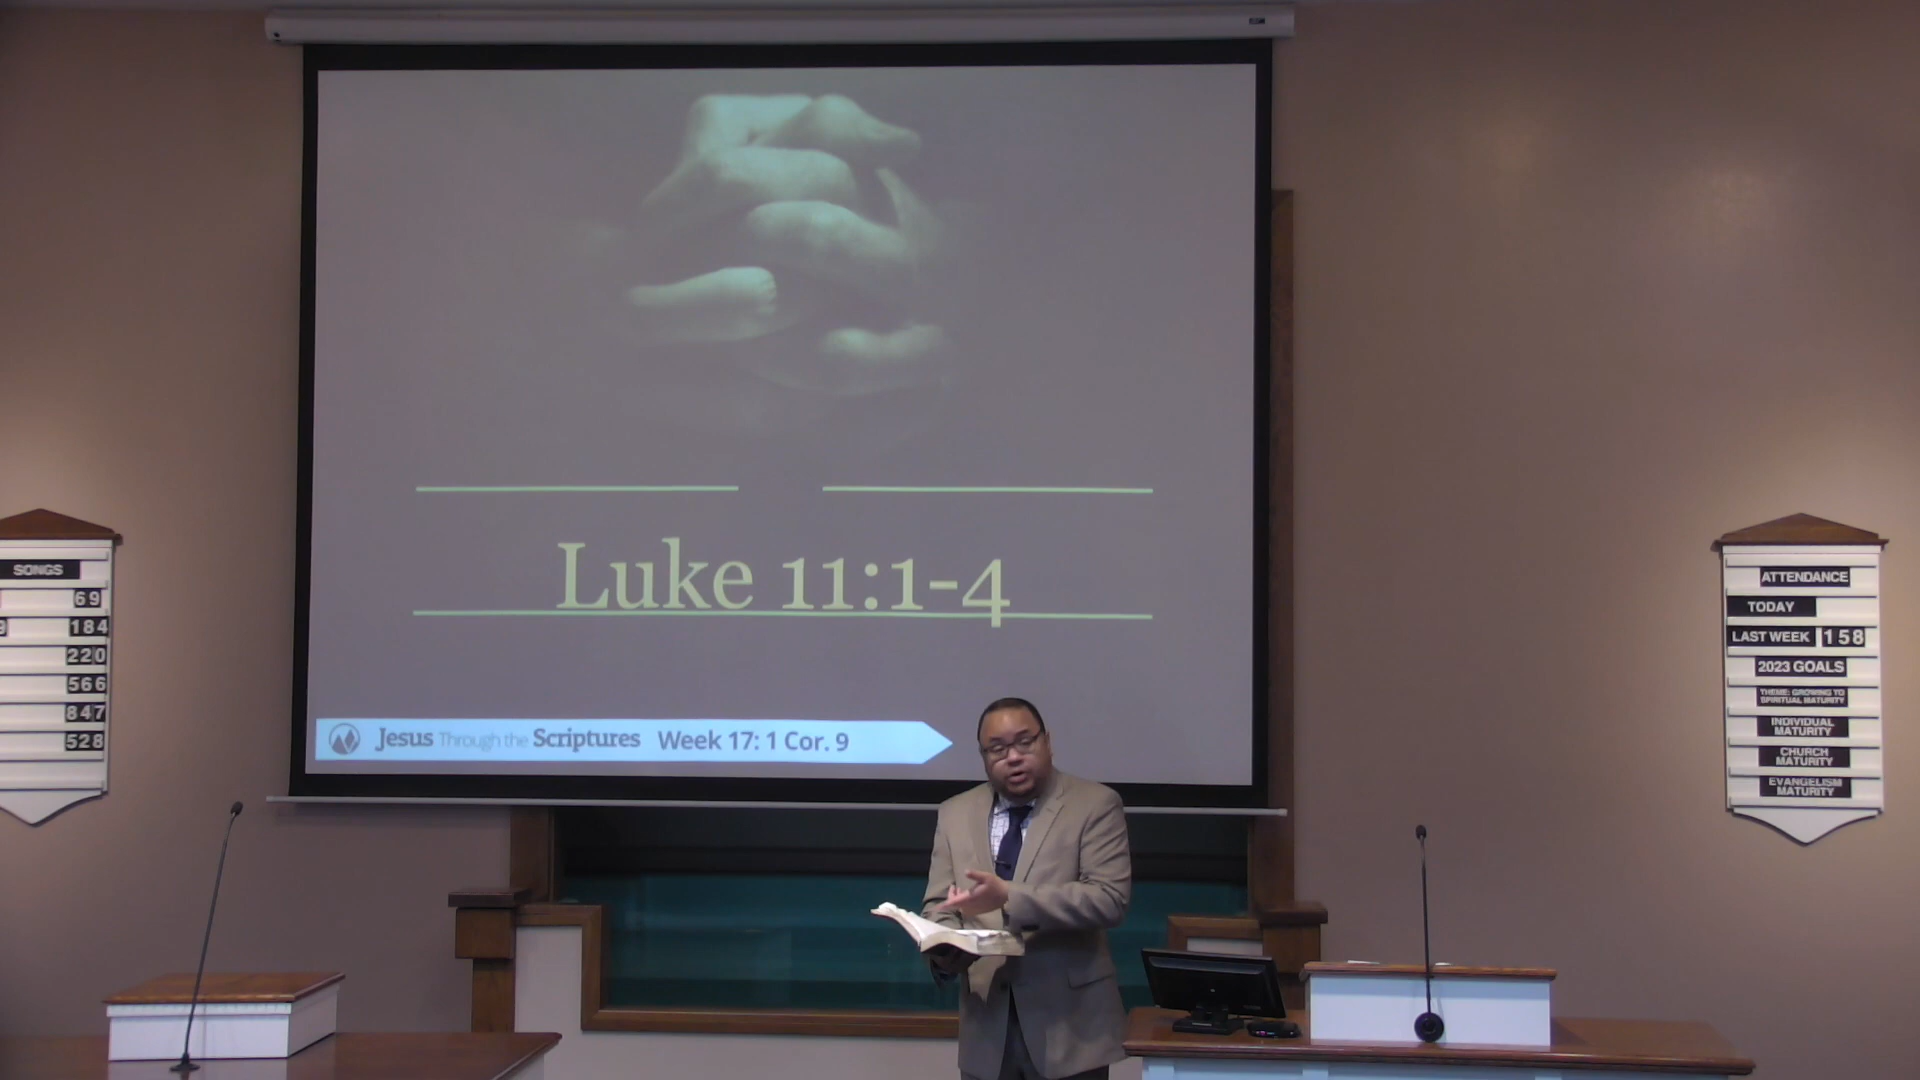 Luke 11:1-4
Jesus Through the Scriptures Week 17: 1 Cor. 9
SONGS
69
184
220
566
847
528
ATTENDANCE
TODAY
LAST WEEK 158
2023 GOALS
THEME: GROWING TO
SPIRITUAL MATURITY
INDIVIDUAL
MATURITY
CHURCH
MATURITY
EVANGELISM
MATURITY